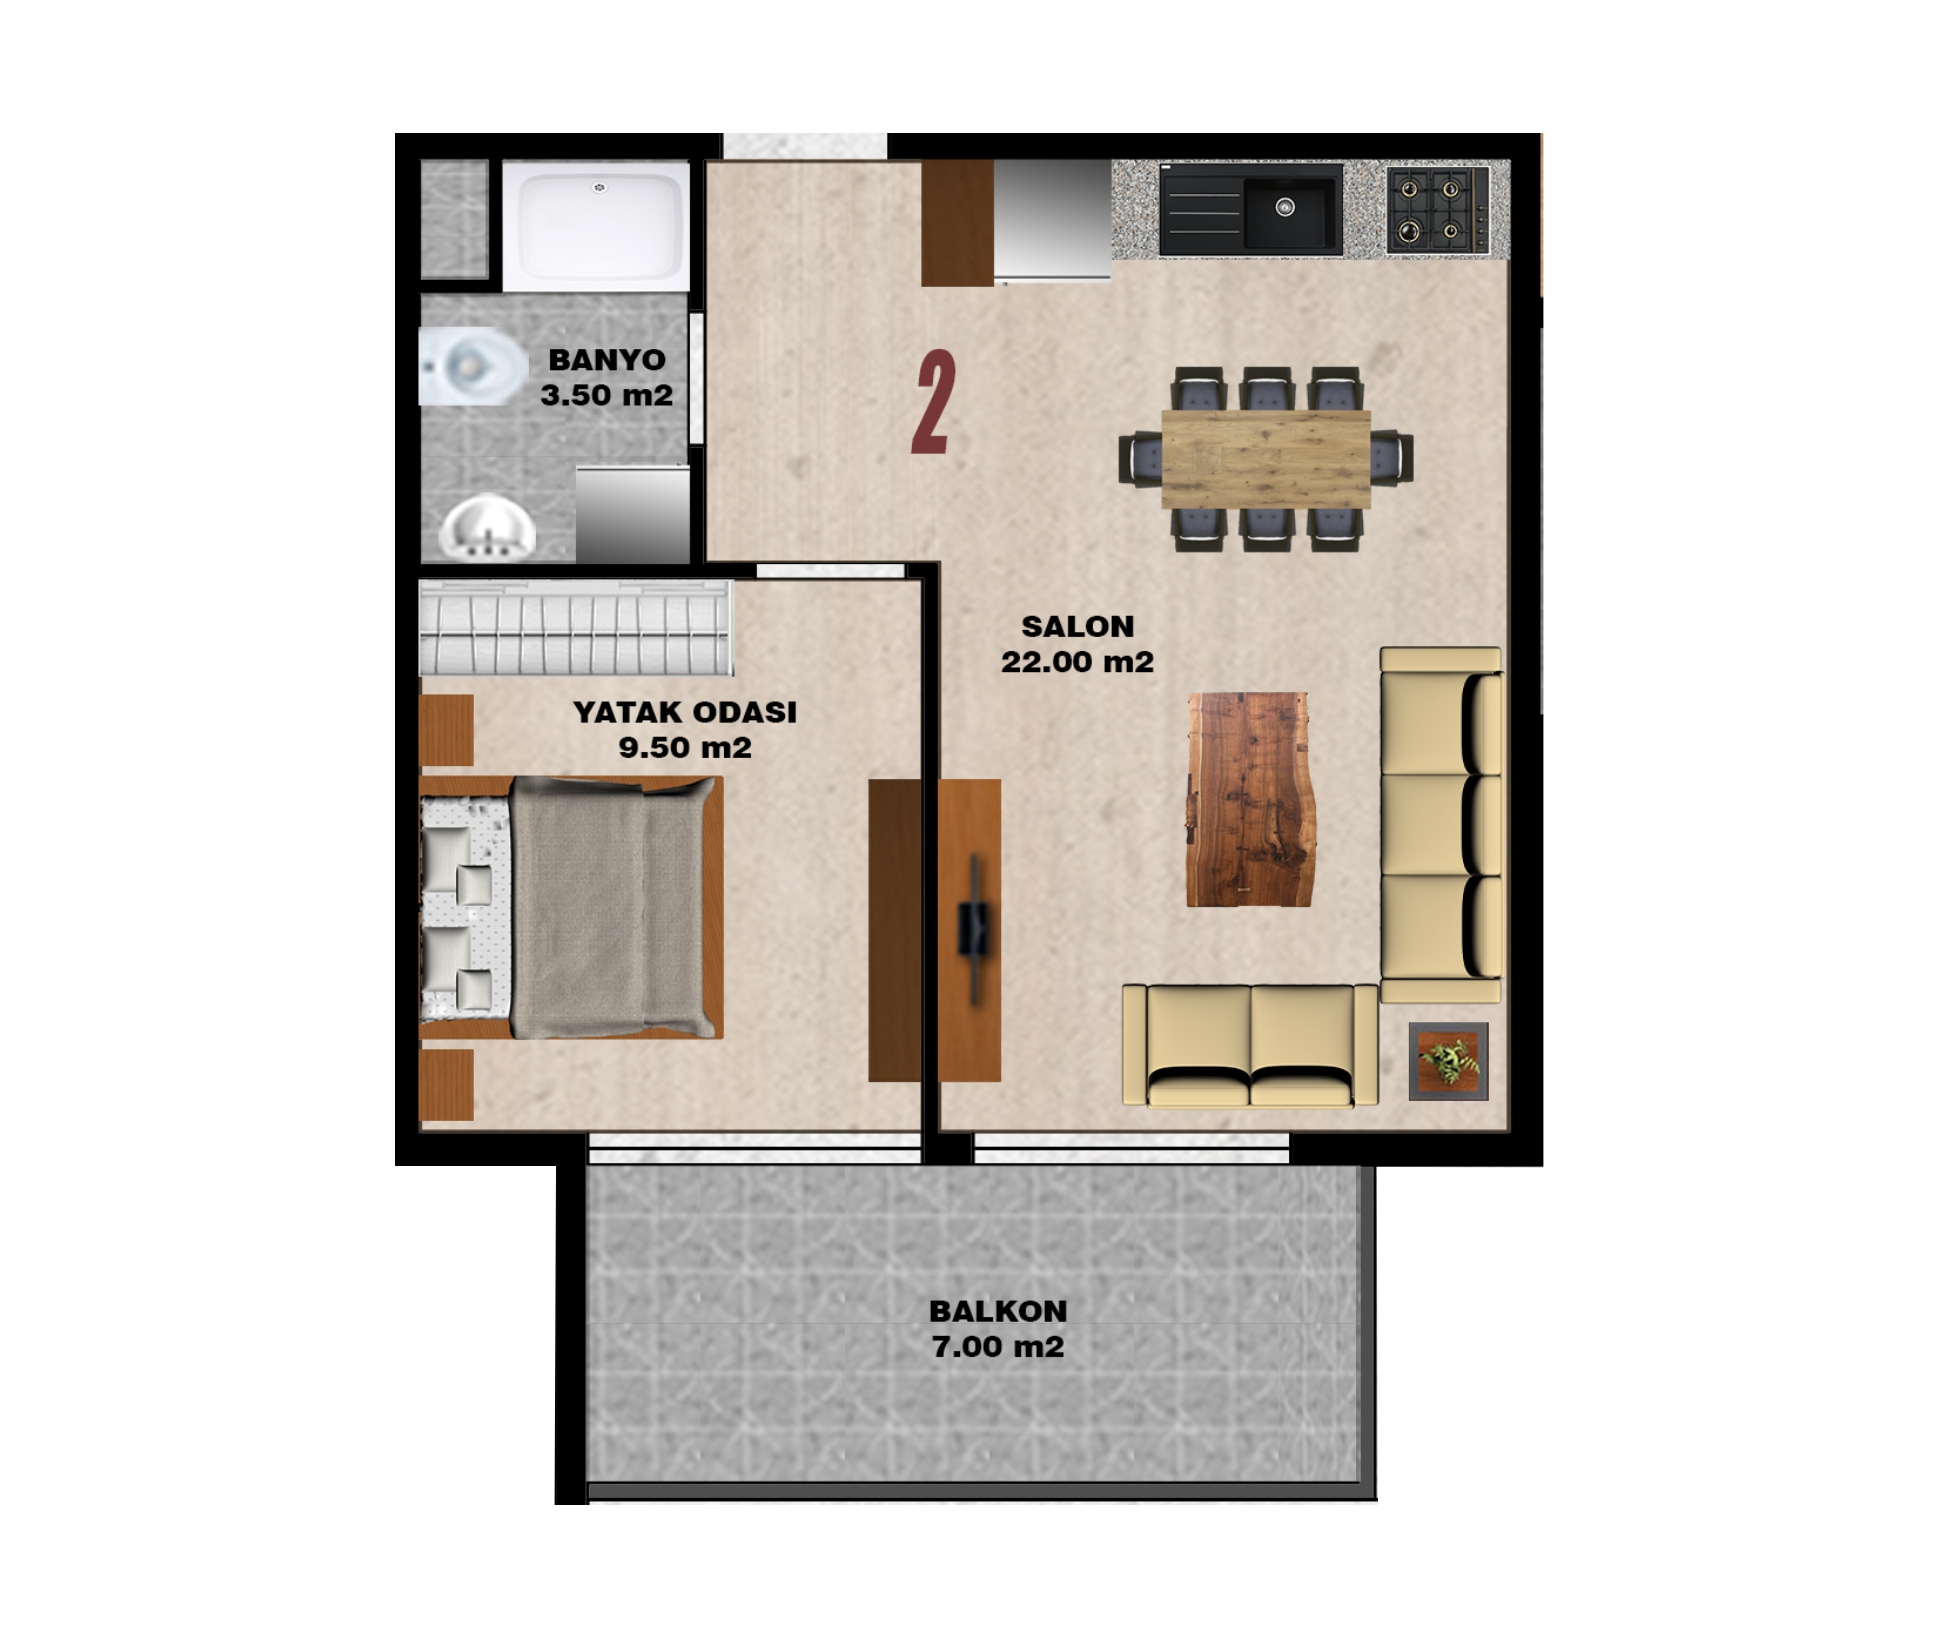 BANYO
3.50 m2
2
SALON
22.00 m2
YATAK ODASI
9.50 m2
BALKON
7.00 m2